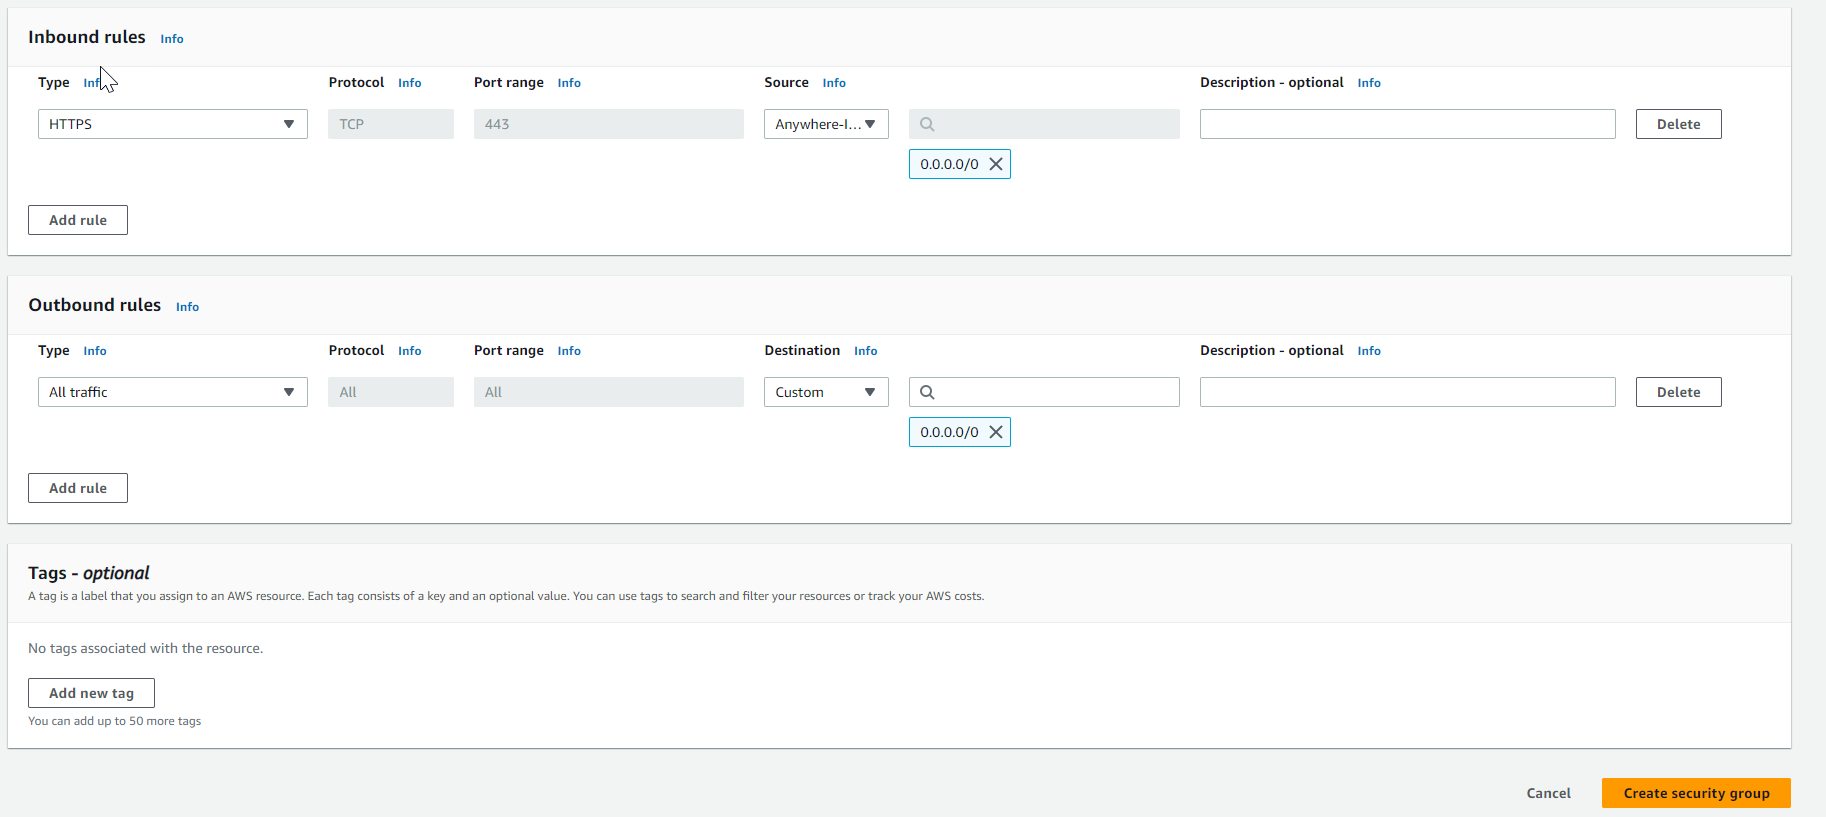 Inbound rules Info
Type Info Protocol Info Port range Info Source Info Description - optional Info
HTTPS TCP 443 Anywhere-I... Delete
0.0.0.0/0
Add rule
Outbound rules Info
Type Info Protocol Info Port range Info Destination Info Description - optional Info
All traffic All All Custom Delete
0.0.0.0/0
Add rule
Tags - optional
A tag is a label that you assign to an AWS resource. Each tag consists of a key and an optional value. You can use tags to search and filter your resources or track your AWS costs.
No tags associated with the resource.
Add new tag
You can add up to 50 more tags
Cancel Create security group